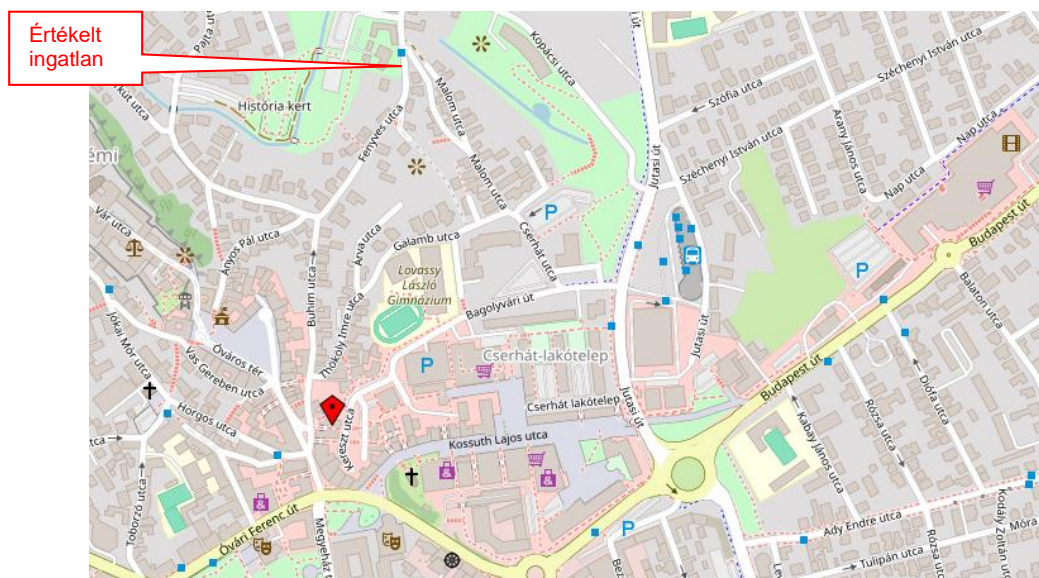 Értékelt
ingatlan
Pajta
Kopácsi utca
Jutasi út
Szófia utca
Széchenyi István utca
História kert
Malom utca
Fenyves utca
Arany János utca
Nap utca
Malom utca
Jutasi út
Széchenyi István utca
Nap utca
Vár utca
Ányos Pál utca
Árva utca
Galamb utca
P
Cserhát utca
Budapest út
Lovassy
László
Gimnázium
P
Balaton utca
Buhim utca
Bagolyvári út
Jókai Mór utca
Óváros tér
Thököly Imre utca
Vas Gereben utca
P
Cserhát-lakótelep
Jutasi út
Budapest út
Diófa utca
Horgos utca
Cserhát lakótelep
Jutasi út
Rózsa utca
Kereszt utca
Kossuth Lajos utca
Kabay János utca
Toborzó utca
Óvári Ferenc út
Megyeház t
P
Ady Endre utca
Kodály Zoltán ut
Móra
Rózsa utca
Tulipán utca